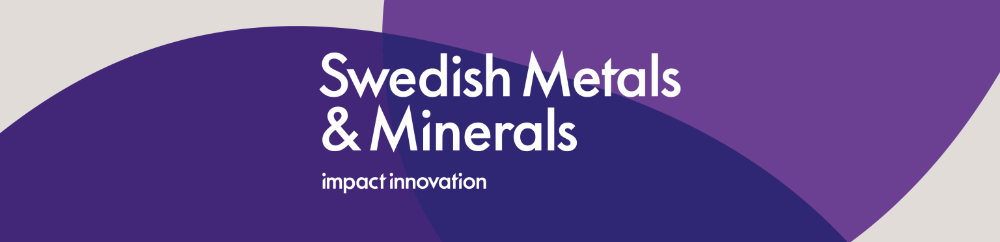 Swedish Metals
& Minerals
impact innovation